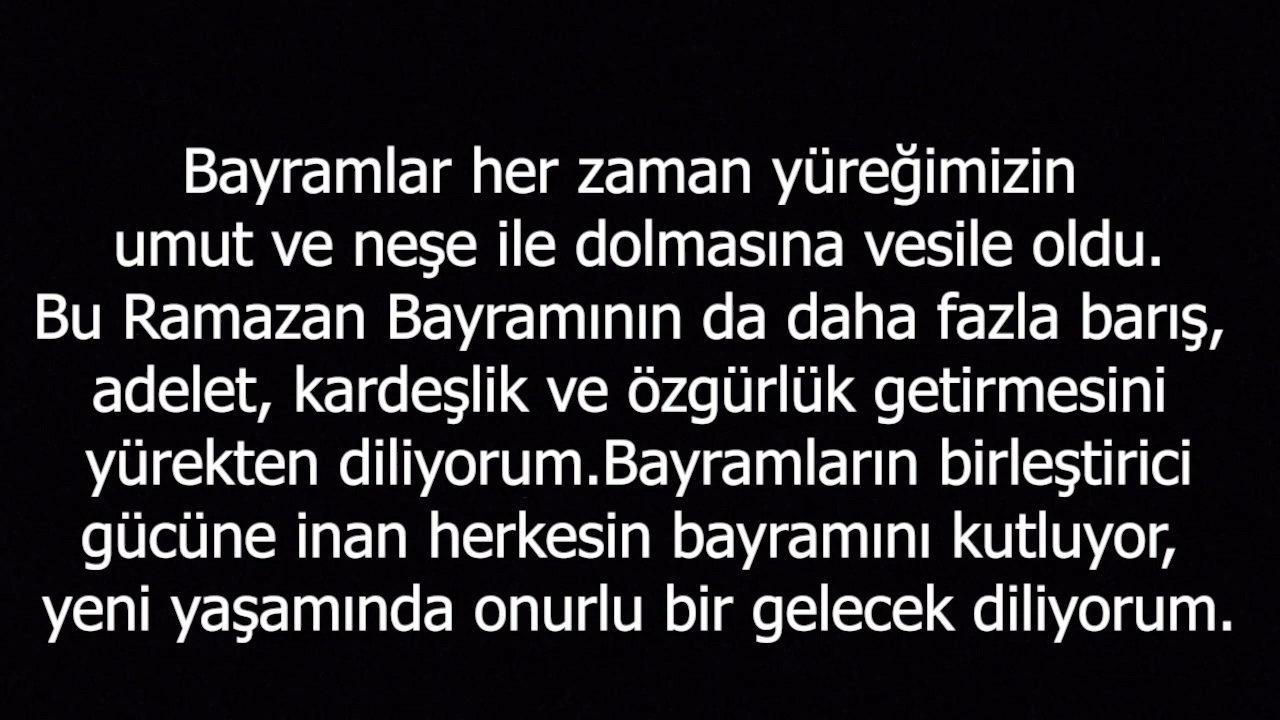 Bayramlar her zaman yüreğimizin
umut ve neşe ile dolmasına vesile oldu.
Bu Ramazan Bayramının da daha fazla barış,
adelet, kardeşlik ve özgürlük getirmesini
yürekten diliyorum.Bayramların birleştirici
gücüne inan herkesin bayramını kutluyor,
yeni yaşamında onurlu bir gelecek diliyorum.